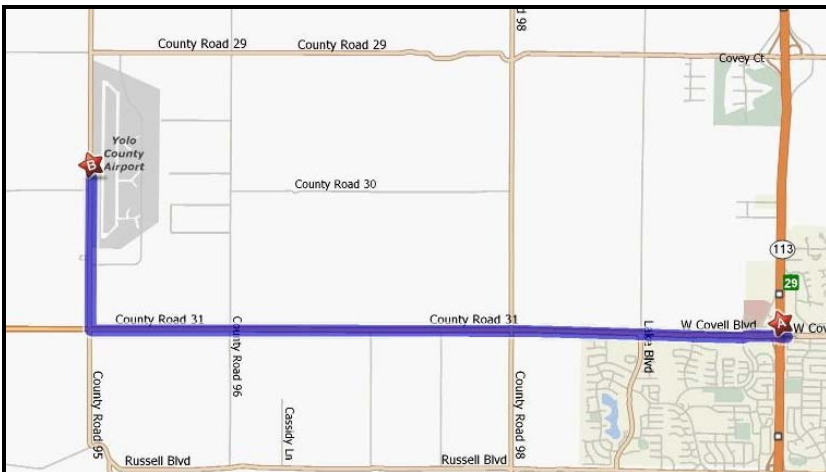 d 98
County Road 29
County Road 29
Covey Ct
Yolo
County
Airport
B
County Road 30
113
29
County Road 31
County Road 31
W Covell Blvd
A
W Cov
County Road 96
Lake Blvd
County Road 95
Cassidy Ln
County Road 98
Russell Blvd
Russell Blvd